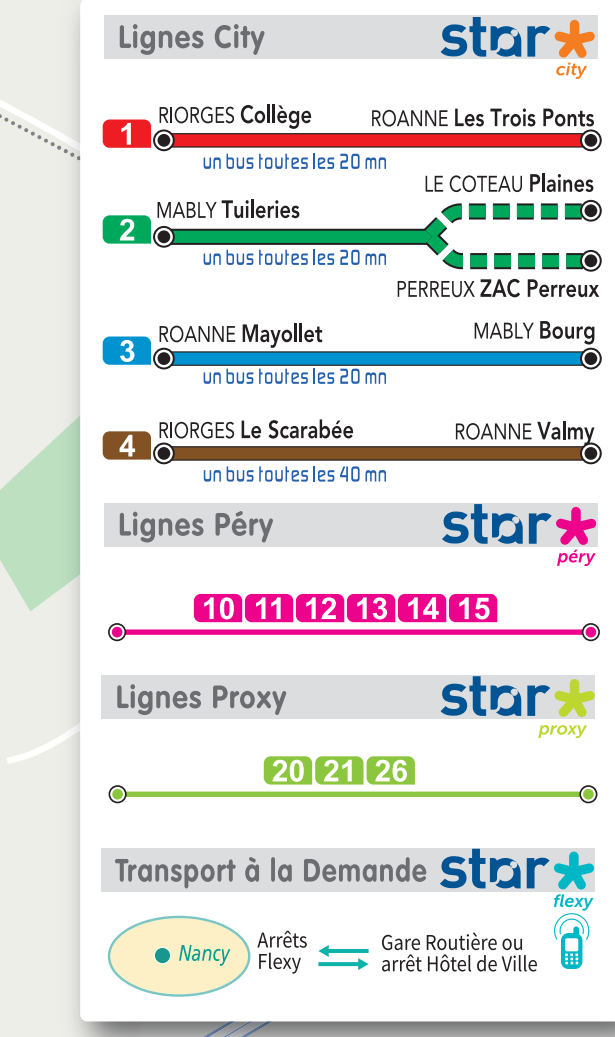 Lignes City star
city
RIORGES Collège ROANNE Les Trois Ponts
1
un bus toutes les 20 mn
LE COTEAU Plaines
MABLY Tuileries
2
un bus toutes les 20 mn
PERREUX ZAC Perreux
ROANNE Mayollet MABLY Bourg
3
un bus toutes les 20 mn
RIORGES Le Scarabée ROANNE Valmy
4
un bus toutes les 40 mn
Lignes Péry star
péry
10 11 12 13 14 15
Lignes Proxy star
proxy
20 21 26
Transport à la Demande star
flexy
Nancy
Arrêts
Flexy
Gare Routière ou
arrêt Hôtel de Ville